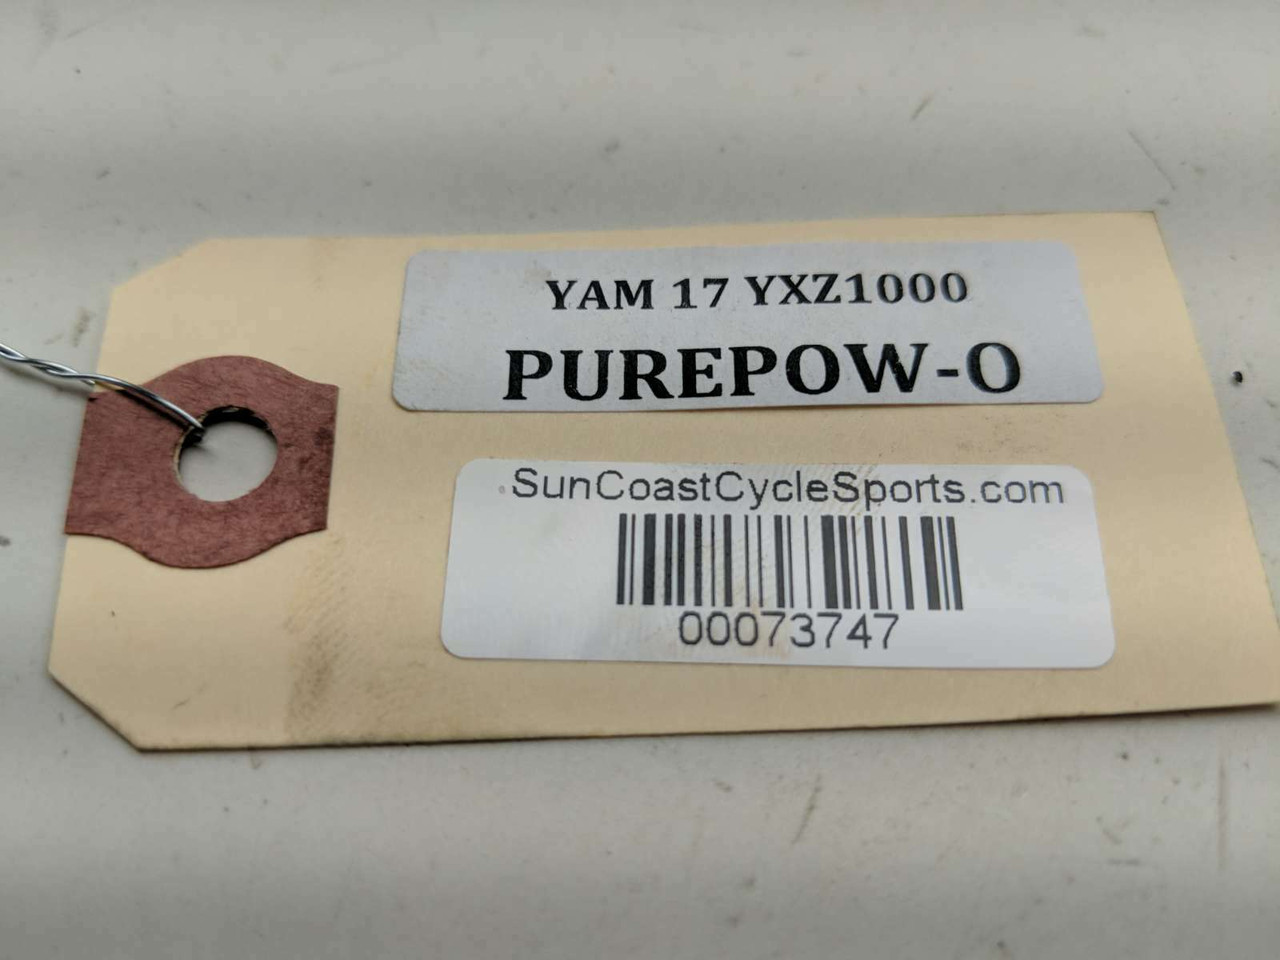 YAM 17 YXZ1000
PUREPOW-O
SunCoastCycleSports.com
00073747